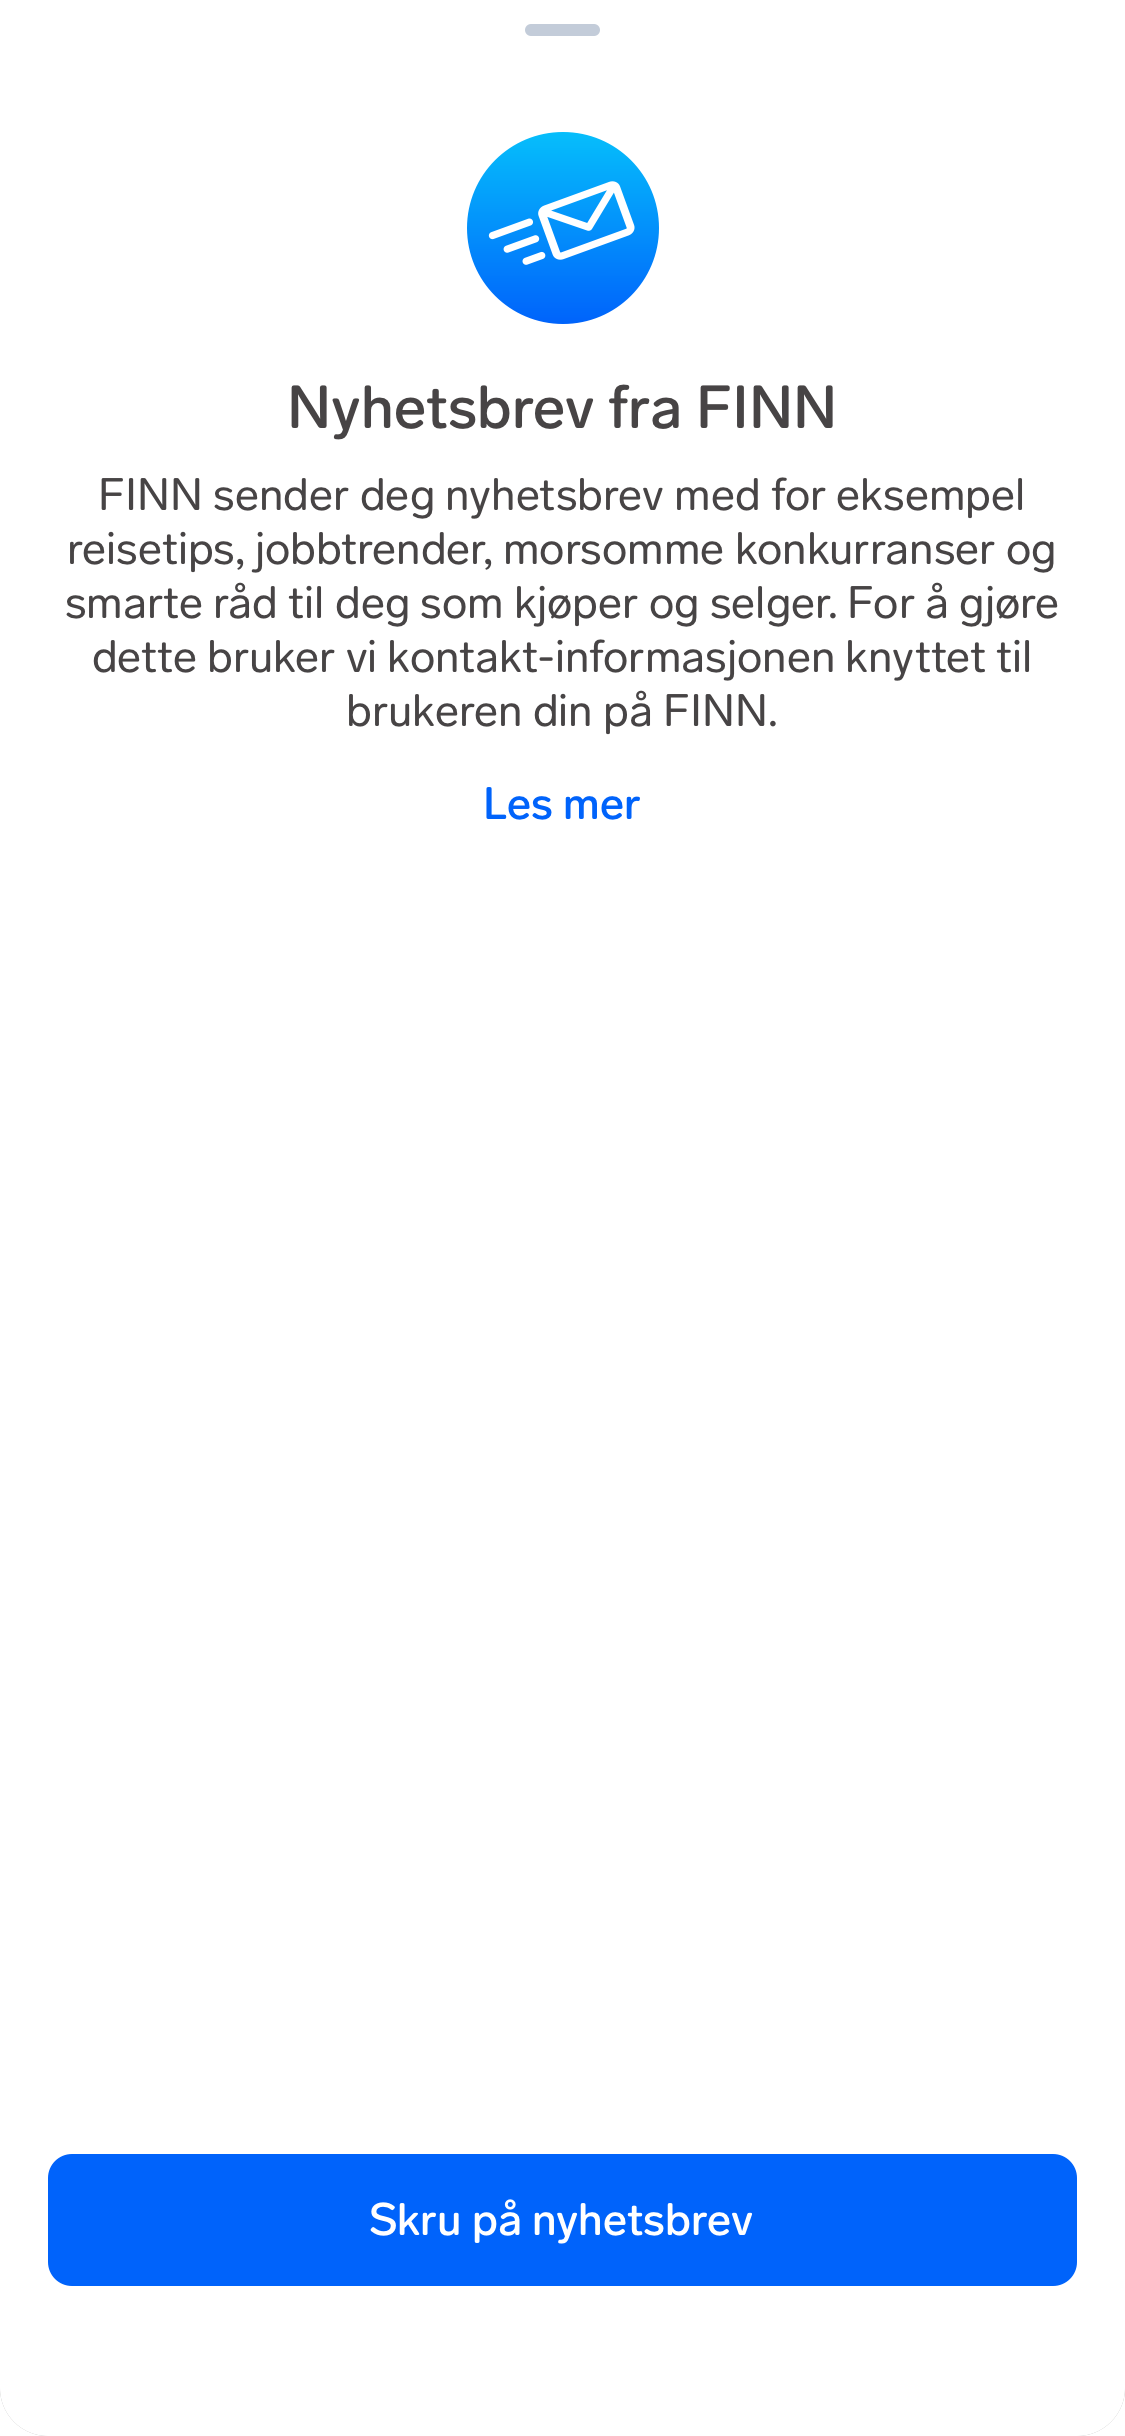 Nyhetsbrev fra FINN
FINN sender deg nyhetsbrev med for eksempel
reisetips, jobbtrender, morsomme konkurranser og
smarte råd til deg som kjøper og selger. For å gjøre
dette bruker vi kontakt-informasjonen knyttet til
brukeren din på FINN.
Les mer
Skru på nyhetsbrev